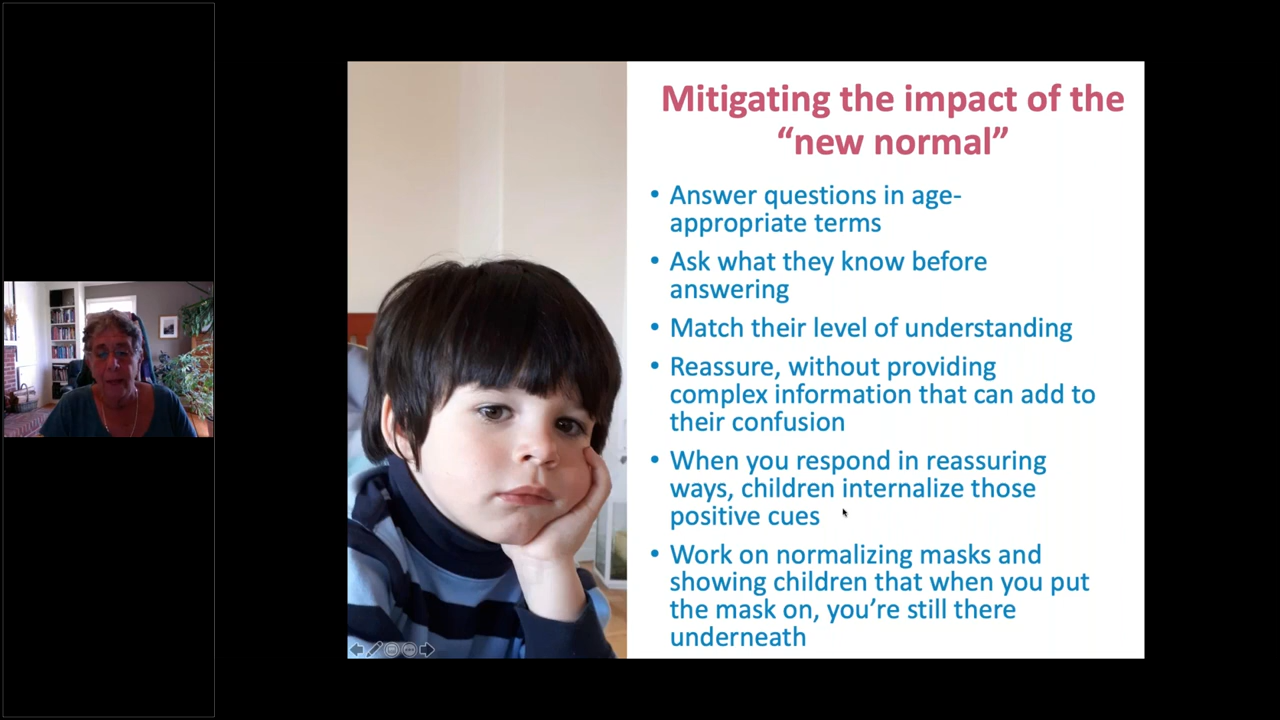 Mitigating the impact of the
“new normal”
• Answer questions in age-
appropriate terms
• Ask what they know before
answering
• Match their level of understanding
• Reassure, without providing
complex information that can add to
their confusion
• When you respond in reassuring
ways, children internalize those
positive cues
• Work on normalizing masks and
showing children that when you put
the mask on, you’re still there
underneath